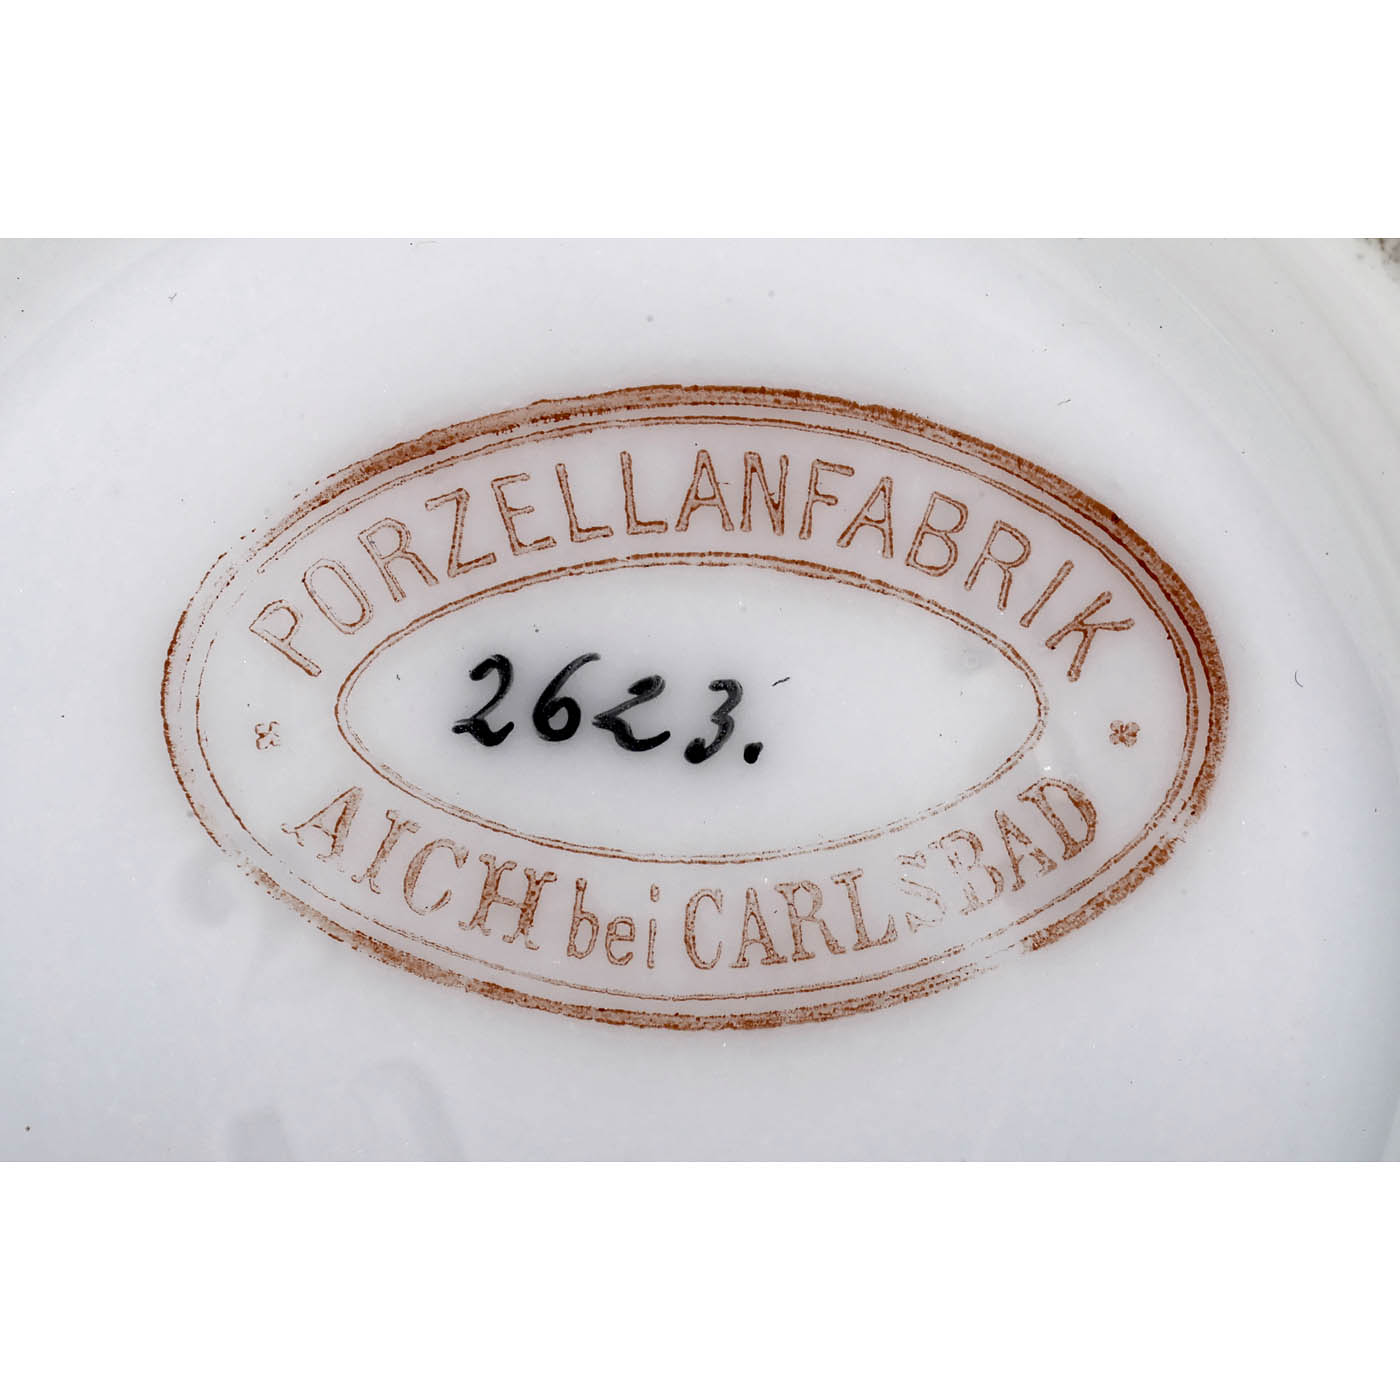 PORZELLANFABRIK
2623.
AICH bei CARLSBAD